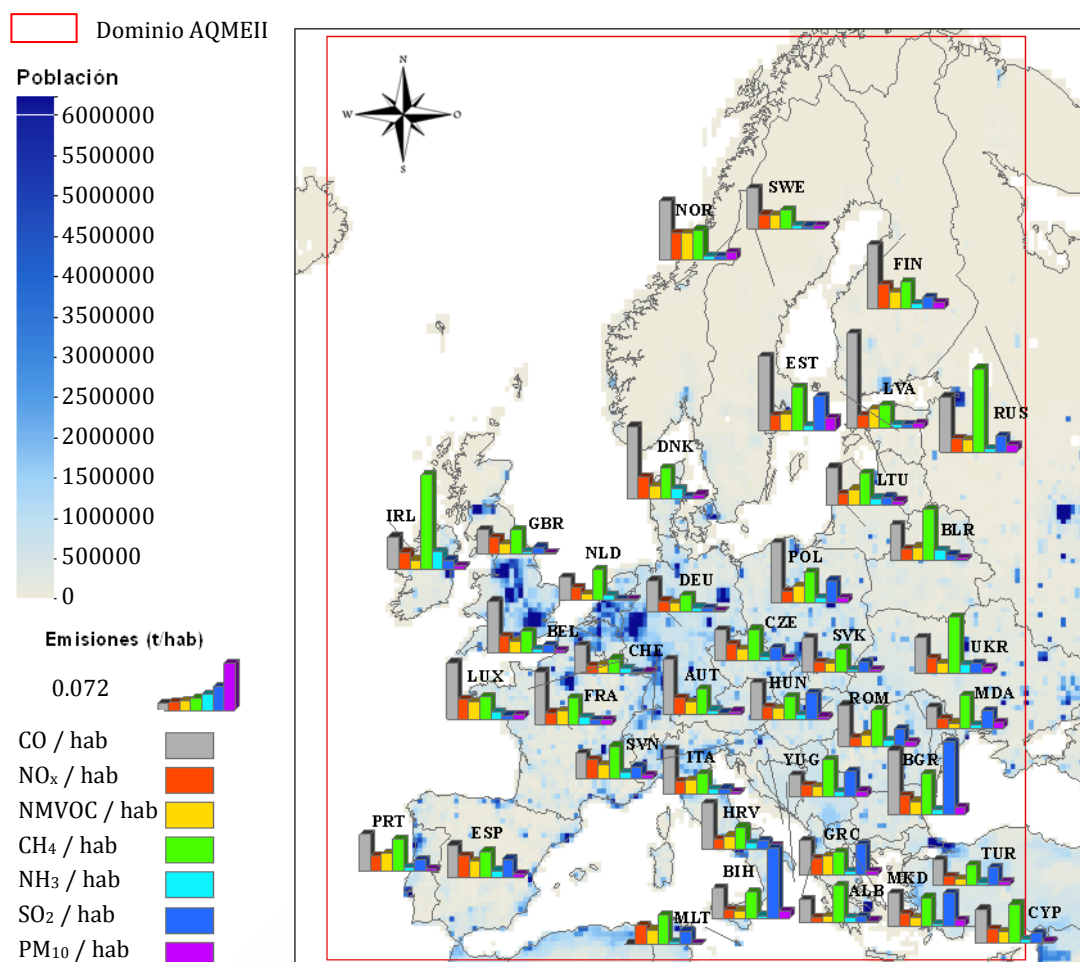 Dominio AQMEII
Población
6000000
5500000
5000000
4500000
4000000
3500000
3000000
2500000
2000000
1500000
1000000
500000
0
Emisiones (t/hab)
0.072
CO / hab
NOx / hab
NMVOC / hab
CH4 / hab
NH3 / hab
SO2 / hab
PM10 / hab
N
W
O
S
SWE
NOR
FIN
EST
LVA
RUS
DNK
LTU
IRL
GBR
BLR
NLD
DEU
POL
BEL
CHE
CZE
SVK
UKR
LUX
FRA
AUT
HUN
ROM
MDA
SVN
ITA
YUG
BGR
PRT
ESP
HRV
GRC
TUR
BIH
ALB
MKD
MLT
CYP